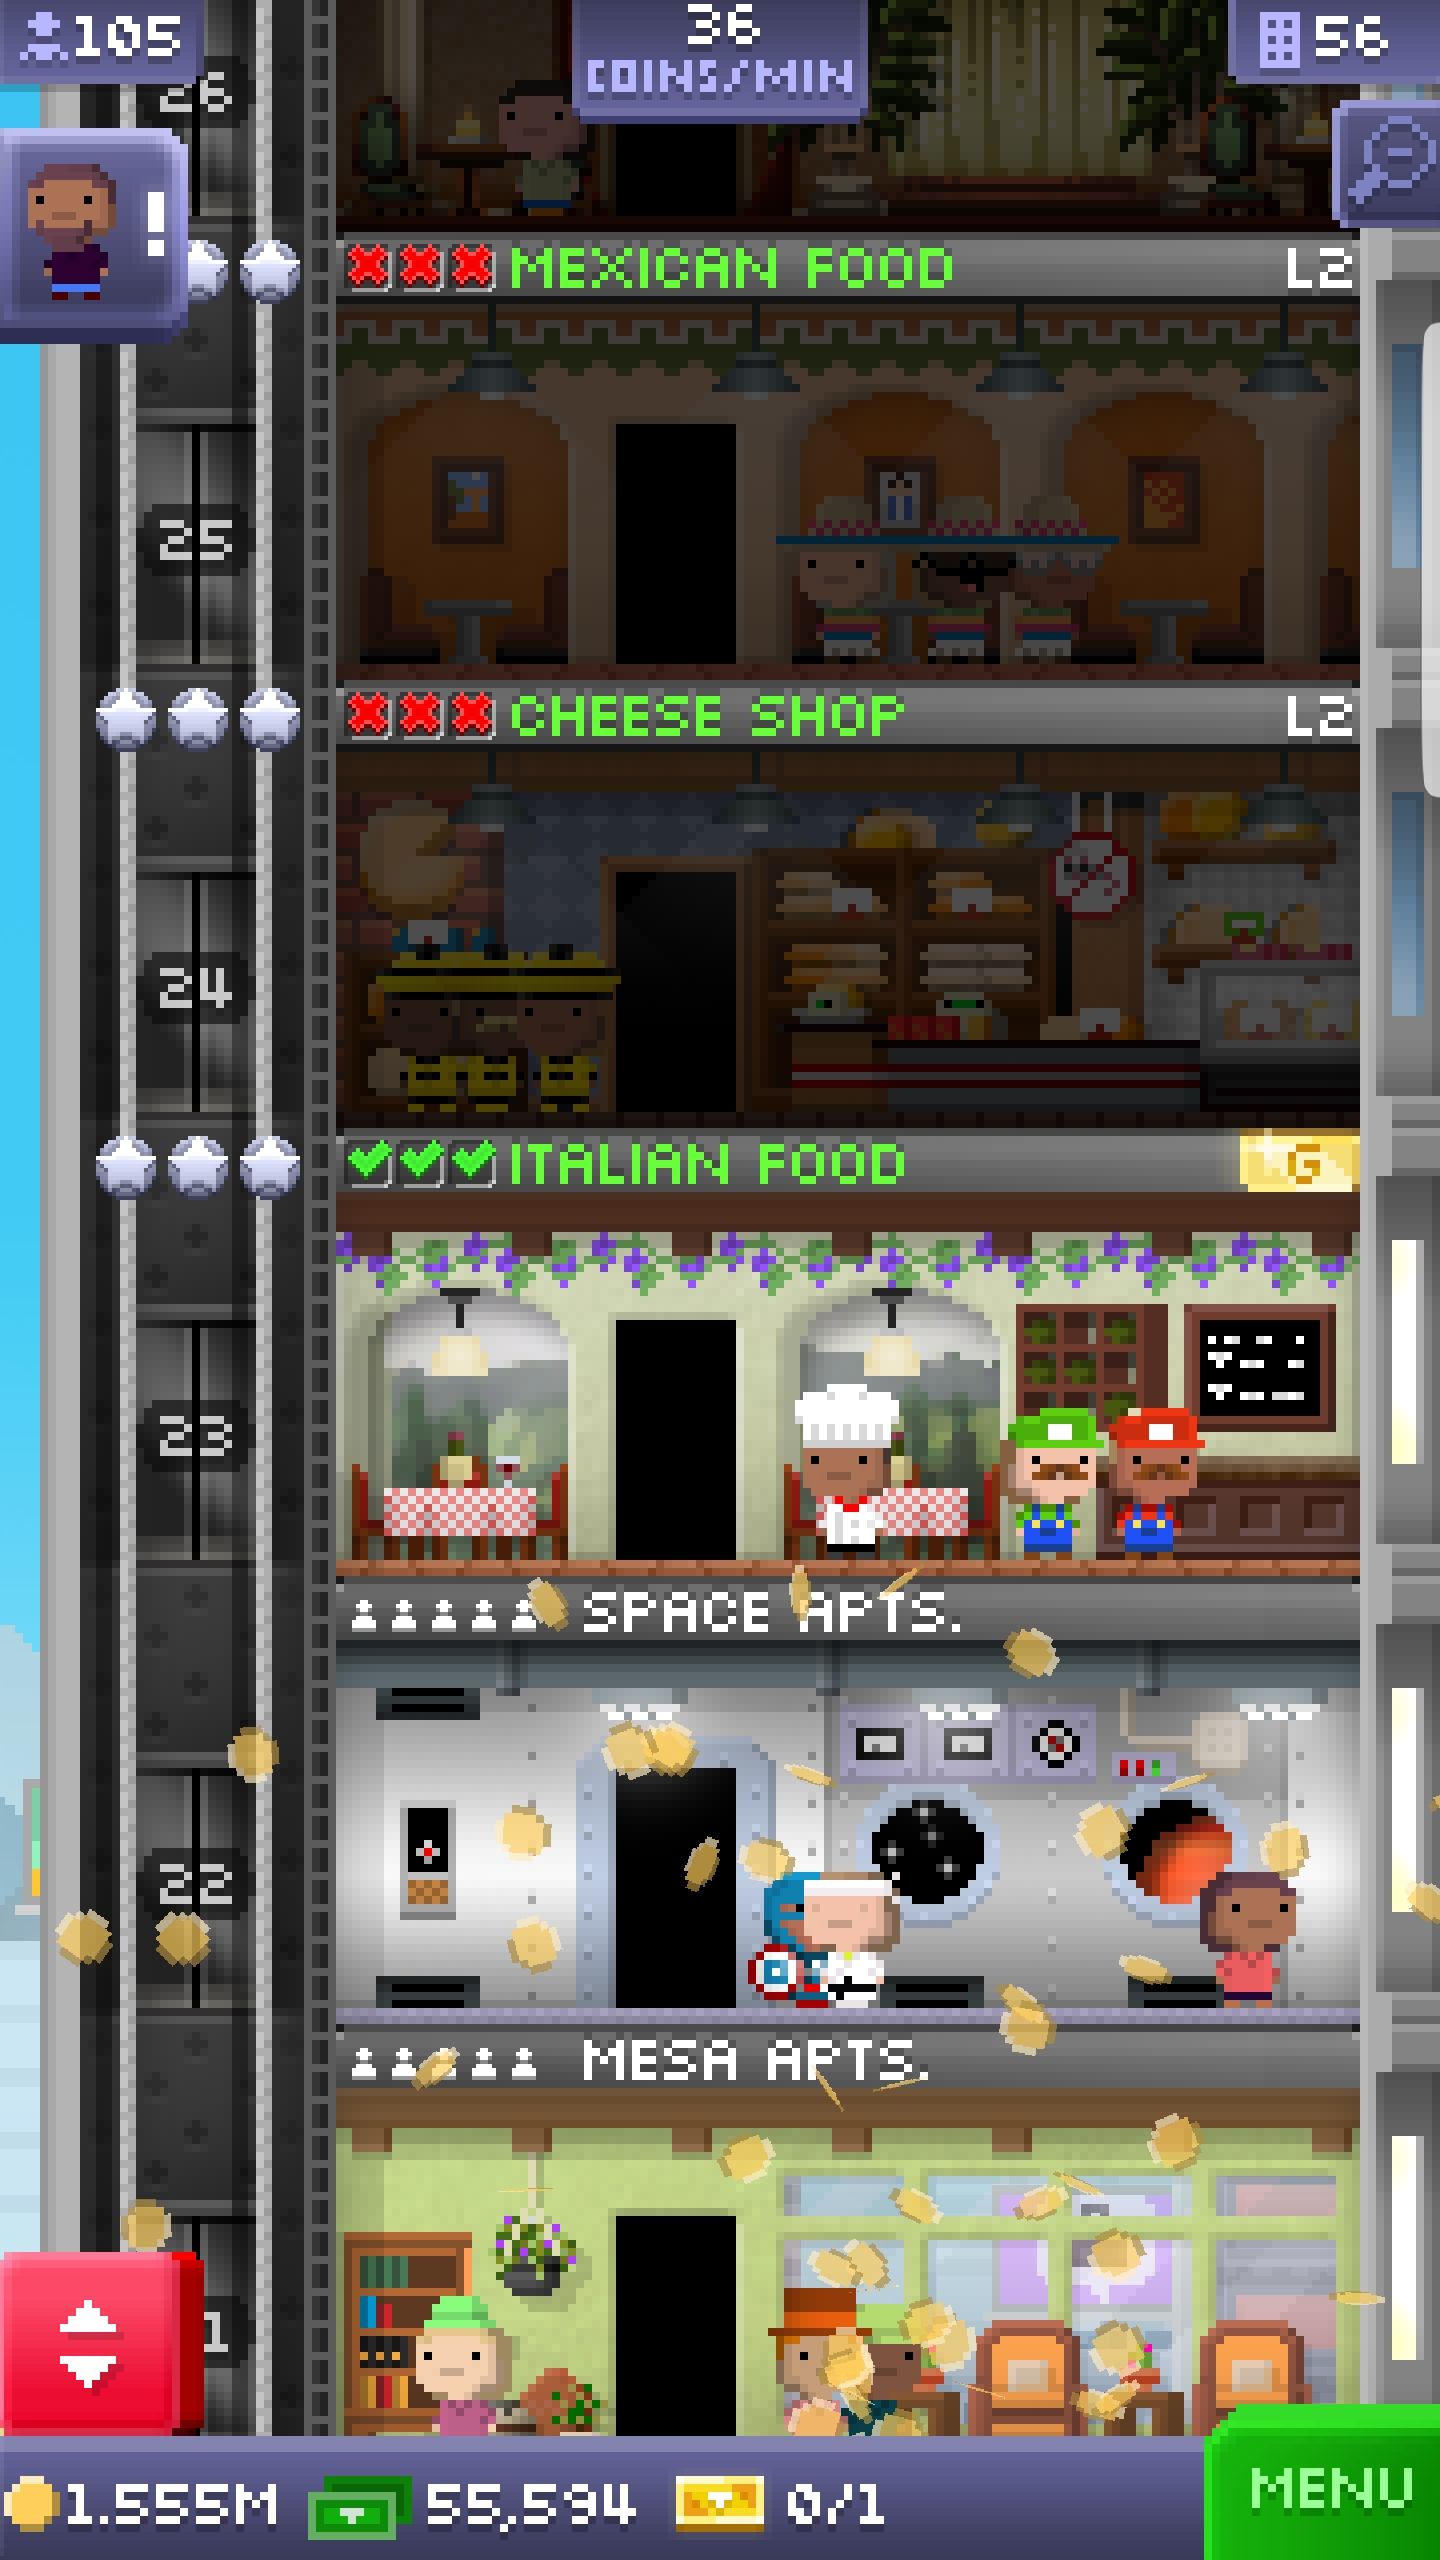 105
36
COINS/MIN
56
26
!
MEXICAN FOOD L2
25
CHEESE SHOP L2
24
ITALIAN FOOD G
23
SPACE APTS.
22
MESA APTS.
1
1.555M 55,594 0/1
MENU